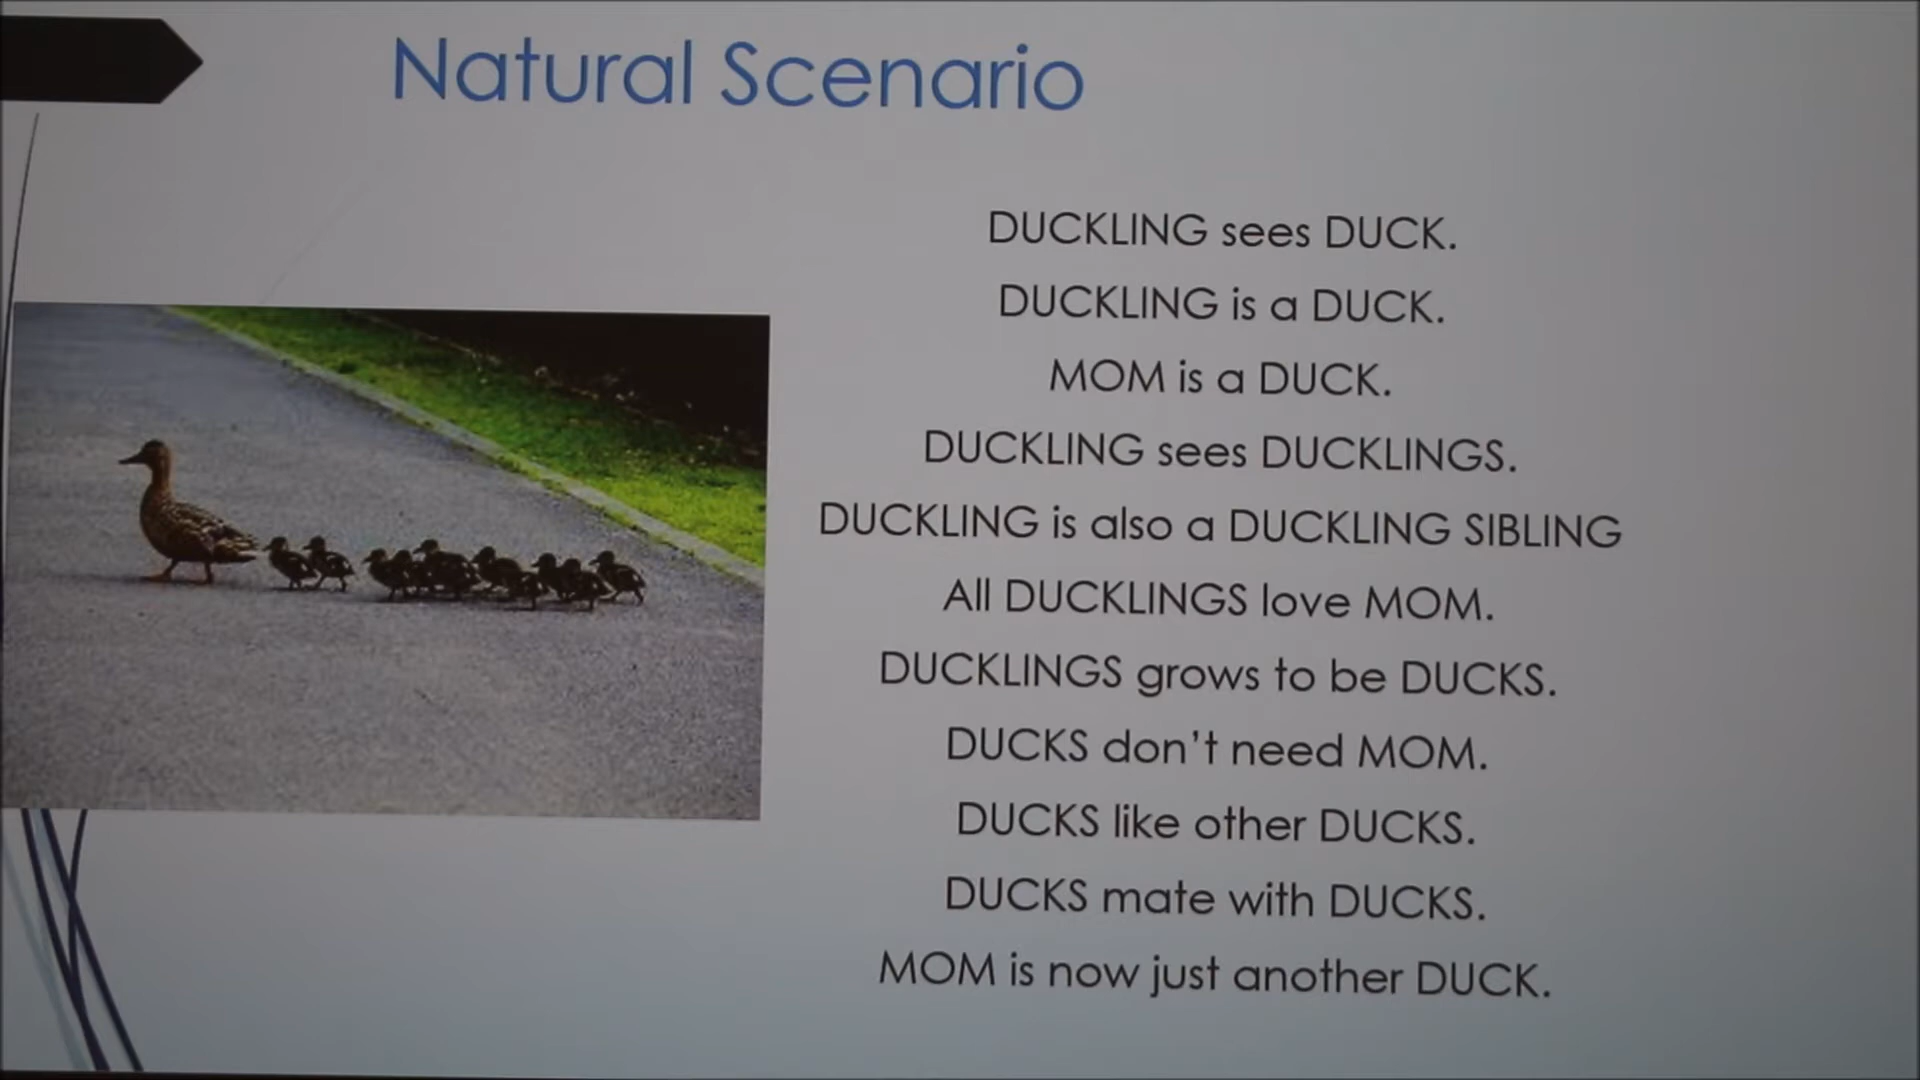 Natural Scenario
DUCKLING sees DUCK.
DUCKLING is a DUCK.
MOM is a DUCK.
DUCKLING sees DUCKLINGS.
DUCKLING is also a DUCKLING SIBLING
All DUCKLINGS love MOM.
DUCKLINGS grows to be DUCKS.
DUCKS don't need MOM.
DUCKS like other DUCKS.
DUCKS mate with DUCKS.
MOM is now just another DUCK.